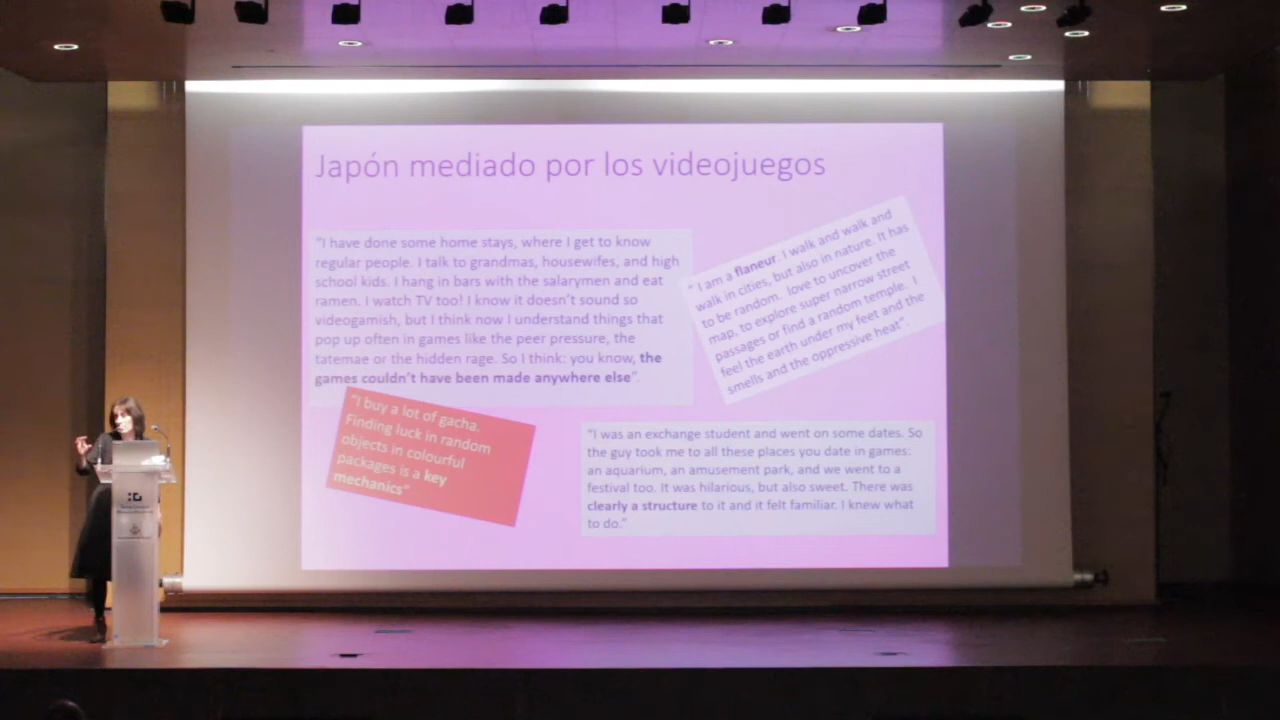 Japón mediado por los videojuegos
"I have done some home stays, where I get to know
regular people. I talk to grandmas, housewifes, and high
school kids. I hang in bars with the salarymen and eat
ramen. I watch TV too! I know it doesn't sound so
videogamish, but I think now I understand things that
pop up often in games like the peer pressure, the
tatemae or the hidden rage. So I think: you know, the
games couldn't have been made anywhere else".
" I am a flaneur. I walk and walk and
walk in cities, but also in nature. It has
to be random. love to uncover the
map, to explore super narrow street
passages or find a random temple. I
feel the earth under my feet and the
smells and the oppressive heat".
"I buy a lot of gacha.
Finding luck in random
objects in colourful
packages is a key
mechanics"
"I was an exchange student and went on some dates. So
the guy took me to all these places you date in games:
an aquarium, an amusement park, and we went to a
festival too. It was hilarious, but also sweet. There was
clearly a structure to it and it felt familiar. I knew what
to do."